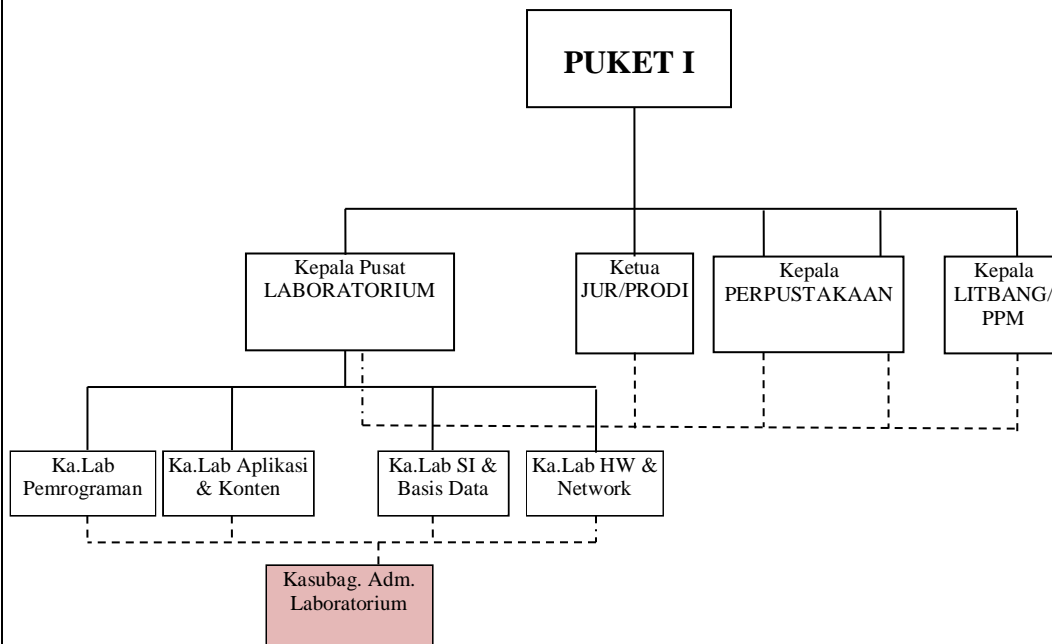 PUKET I
Kepala Pusat
LABORATORIUM
Ketua
JUR/PRODI
Kepala
PERPUSTAKAAN
Kepala
LITBANG/
PPM
Ka.Lab
Pemrograman
Ka.Lab Aplikasi
& Konten
Ka.Lab SI &
Basis Data
Ka.Lab HW &
Network
Kasubag. Adm.
Laboratorium